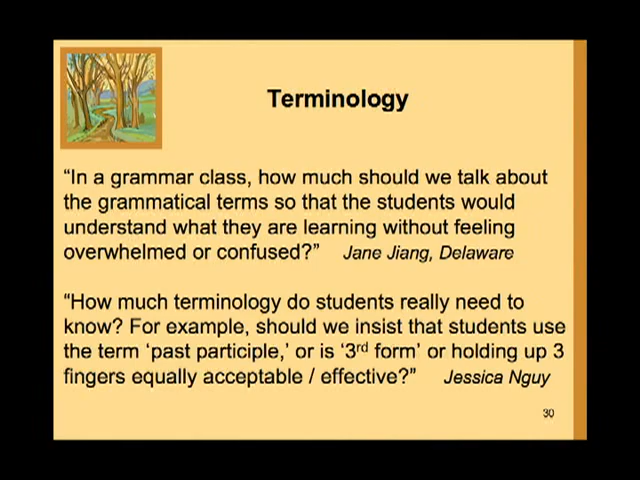 Terminology
“In a grammar class, how much should we talk about
the grammatical terms so that the students would
understand what they are learning without feeling
overwhelmed or confused?” Jane Jiang, Delaware
“How much terminology do students really need to
know? For example, should we insist that students use
the term ‘past participle,’ or is ‘3rd form’ or holding up 3
fingers equally acceptable / effective?” Jessica Nguy
30